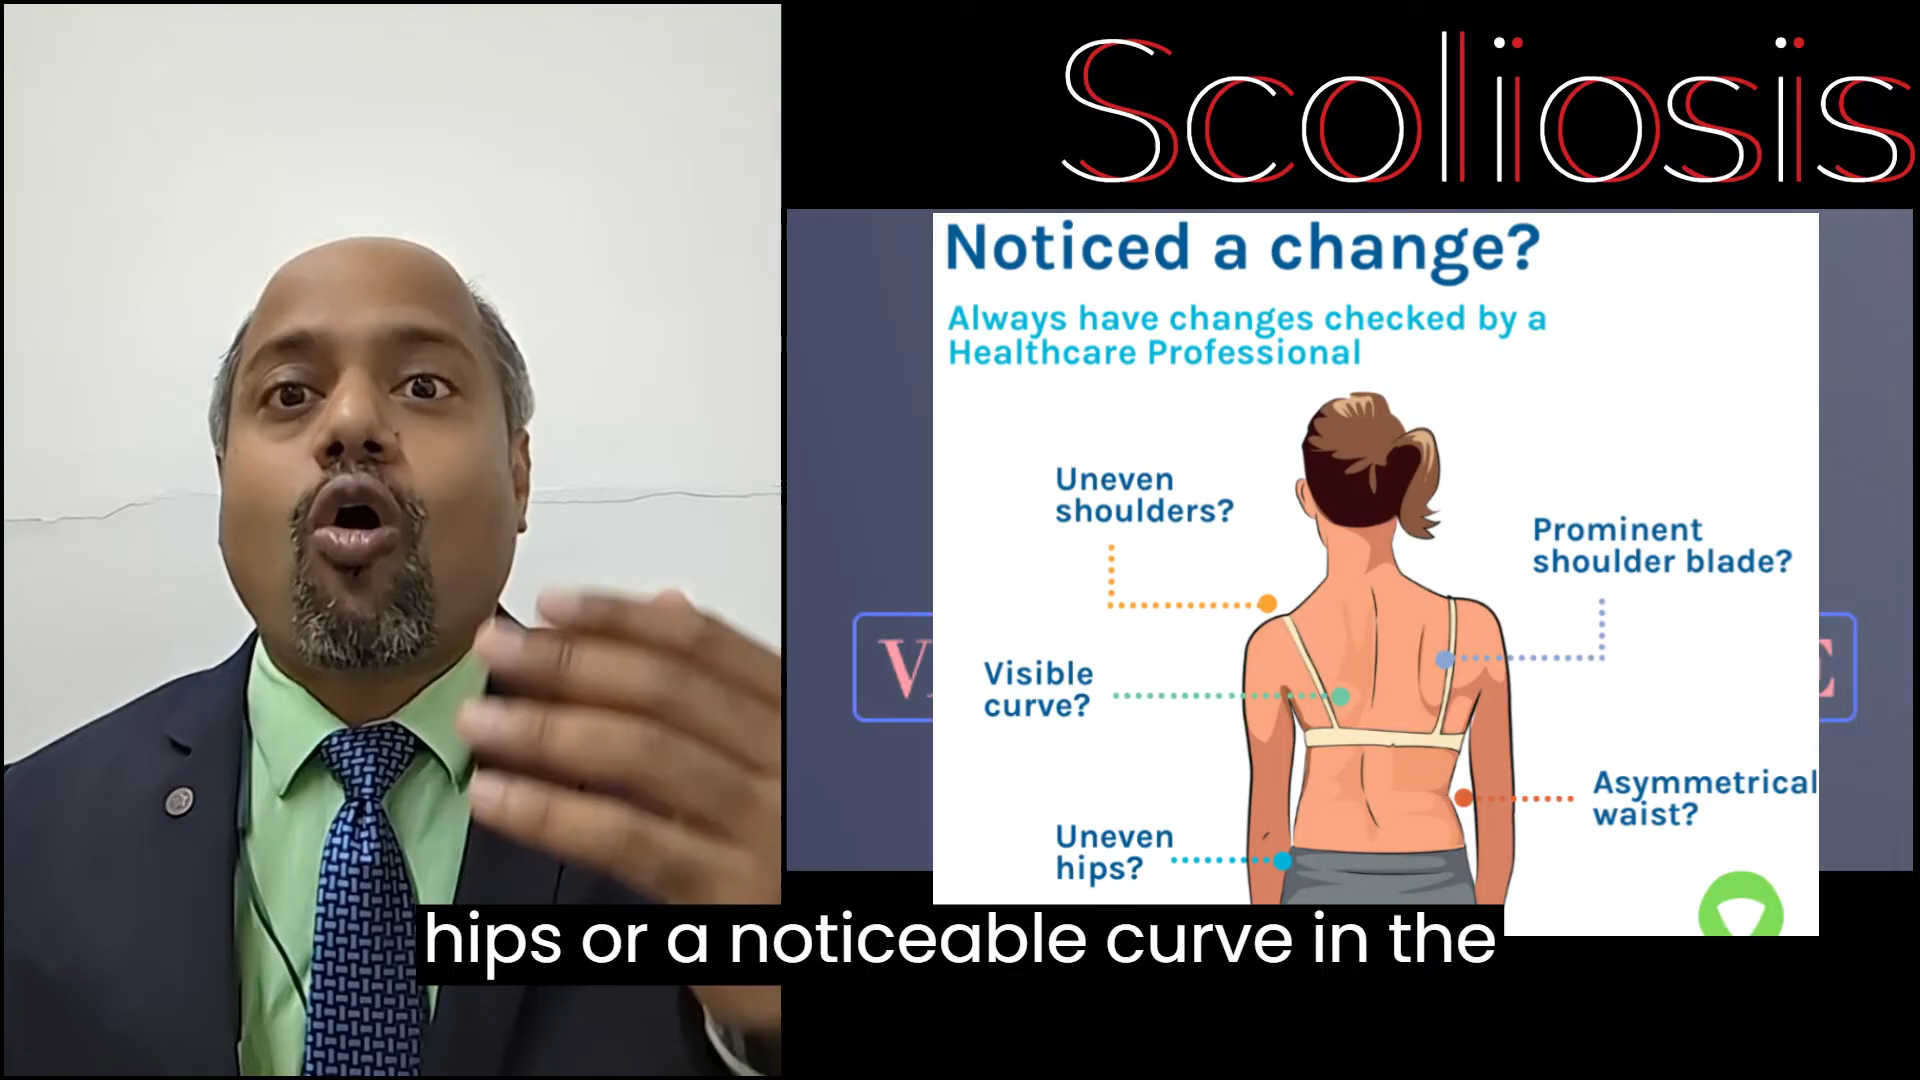 Scoliosis
Noticed a change?
Always have changes checked by a
Healthcare Professional
Uneven
shoulders?
Prominent
shoulder blade?
Visible
curve?
Asymmetrical
waist?
Uneven
hips?
hips or a noticeable curve in the